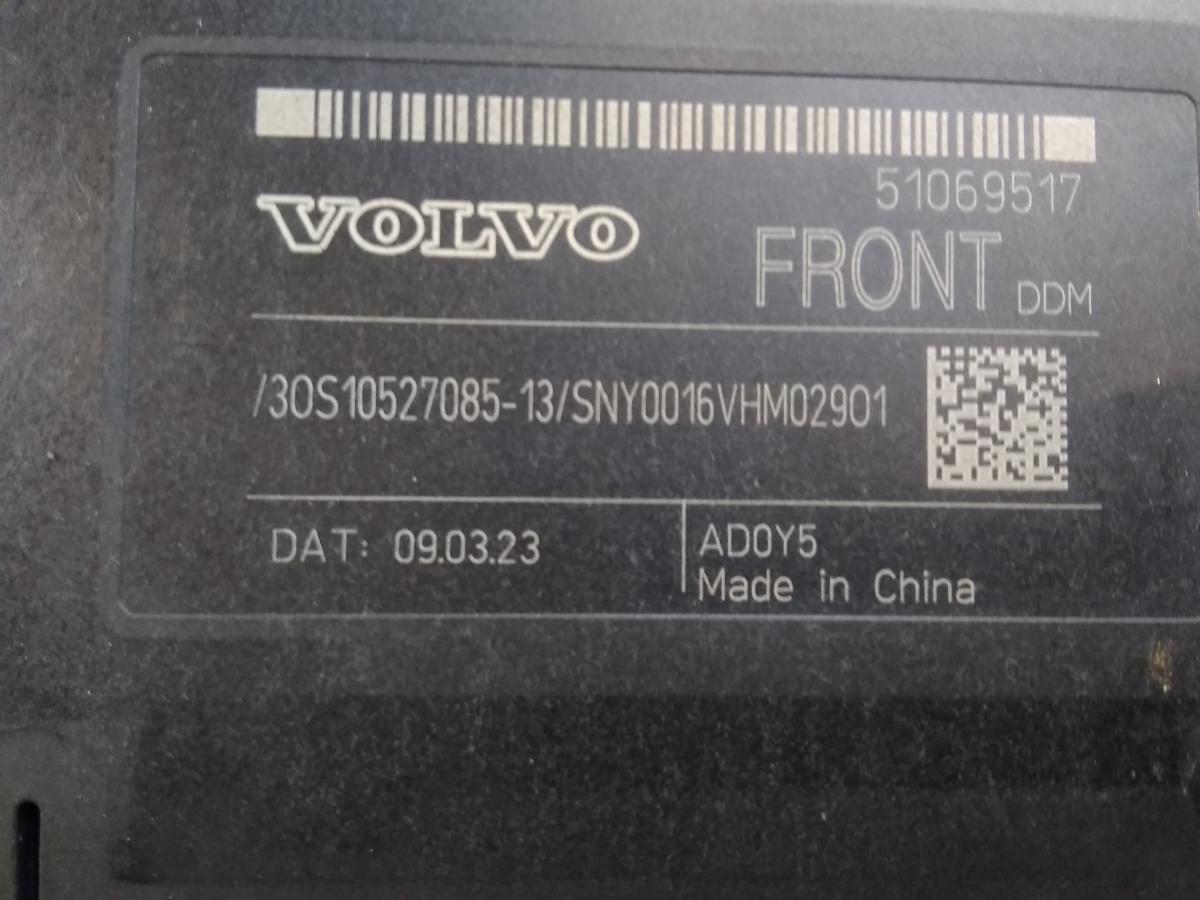 51069517
VOLVO
FRONT DDM
/30S10527085-13/SNY0016VHM02901
DAT: 09.03.23
AD0Y5
Made in China